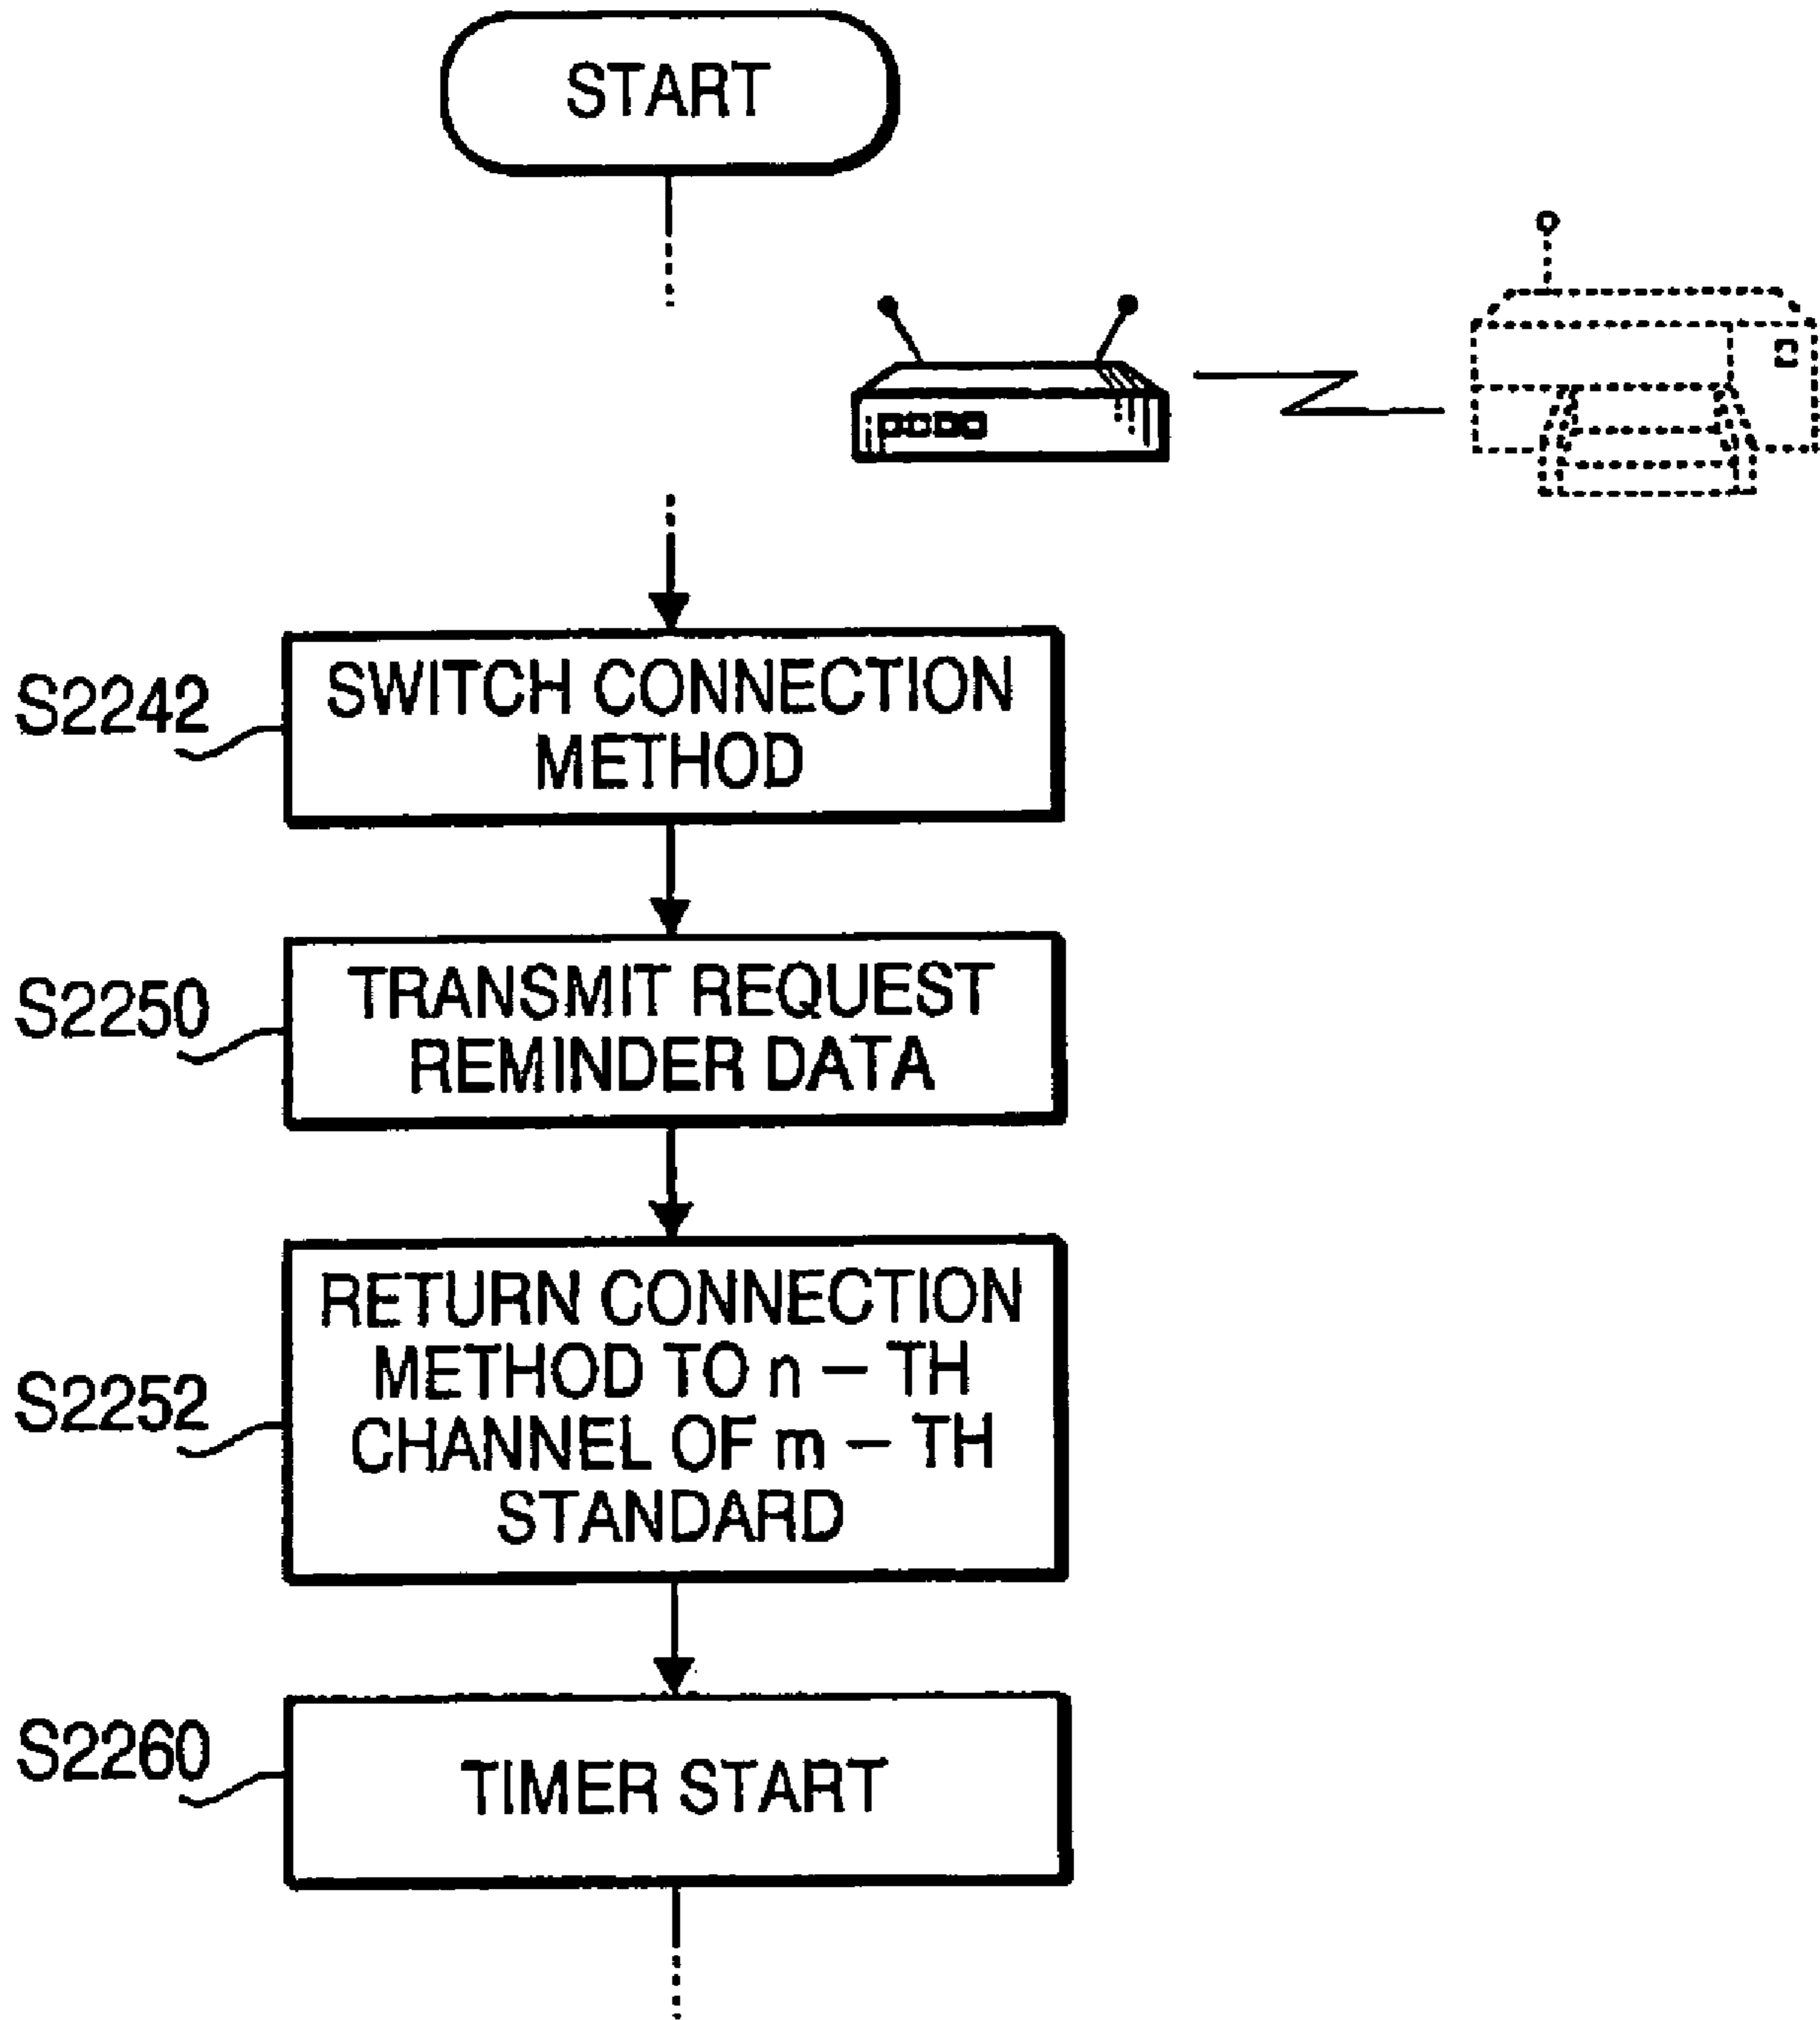 START
S2242
SWITCH CONNECTION
METHOD
S2250
TRANSMIT REQUEST
REMINDER DATA
S2252
RETURN CONNECTION
METHOD TO n – TH
CHANNEL OF m – TH
STANDARD
S2260
TIMER START